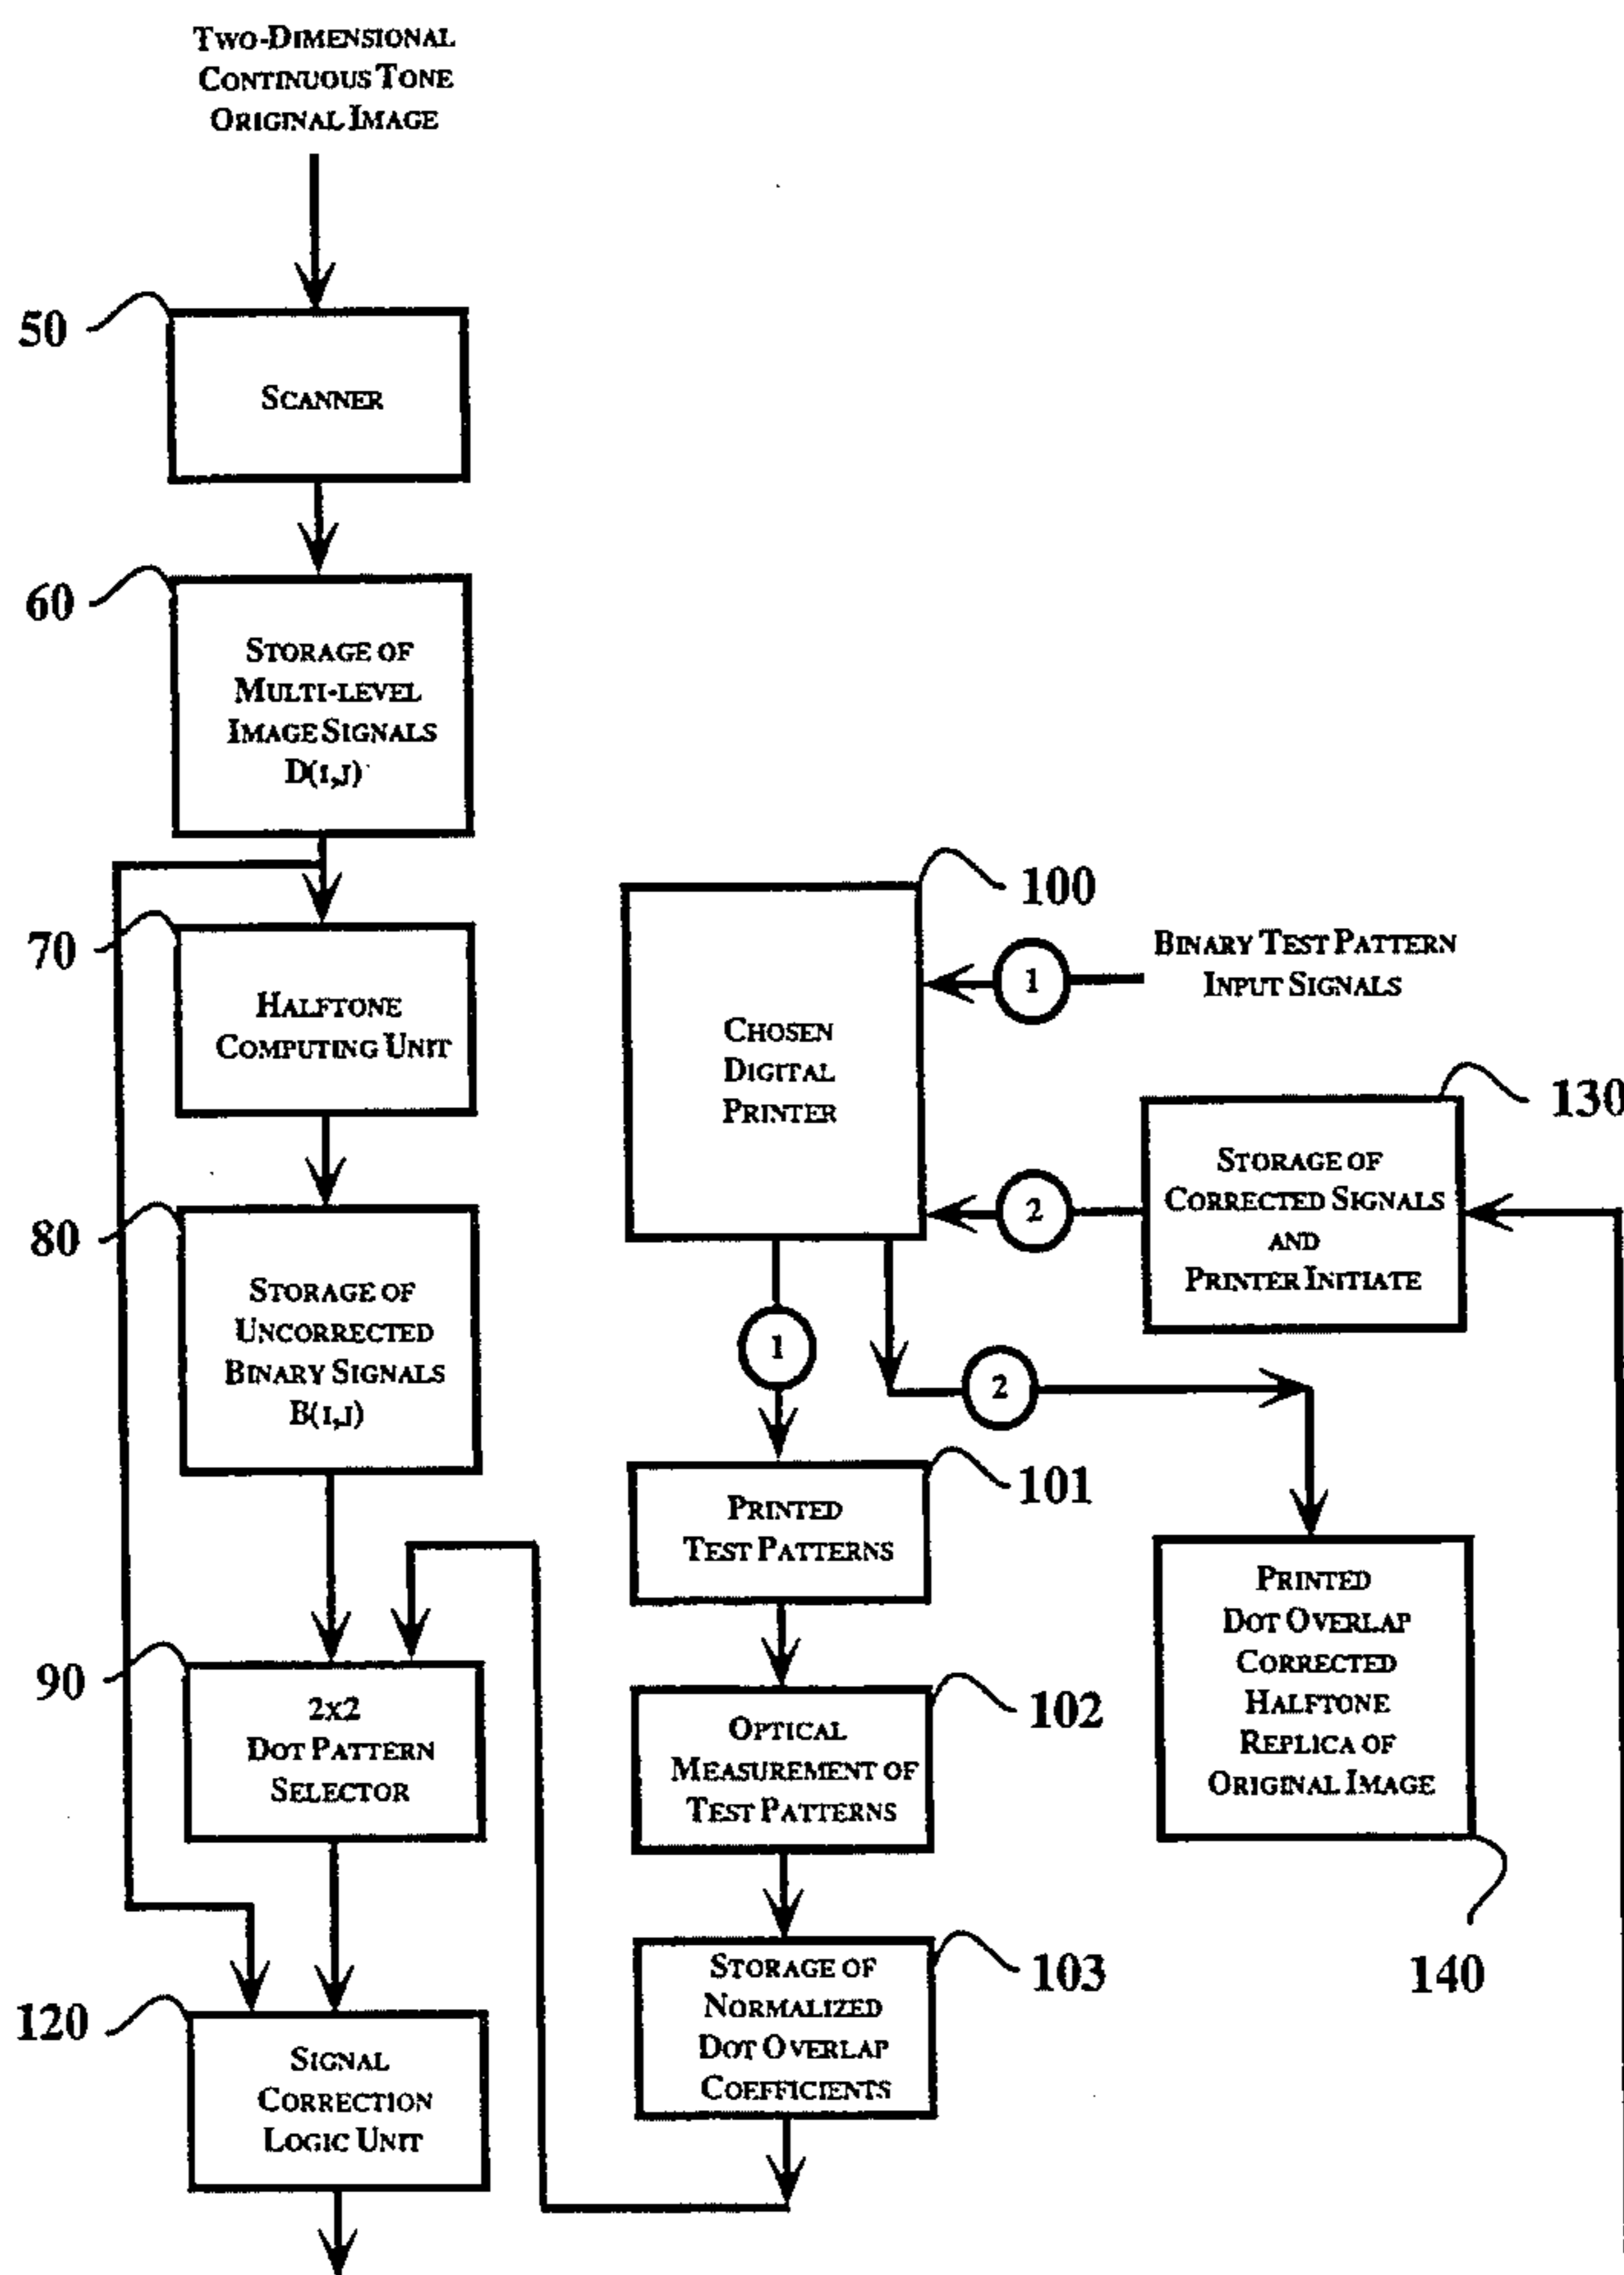 TWO-DIMENSIONAL
CONTINUOUS TONE
ORIGINAL IMAGE
50
SCANNER
60
STORAGE OF
MULTI-LEVEL
IMAGE SIGNALS
D(I,J)
70
HALFTONE
COMPUTING UNIT
80
STORAGE OF
UNCORRECTED
BINARY SIGNALS
B(I,J)
90
2X2
DOT PATTERN
SELECTOR
120
SIGNAL
CORRECTION
LOGIC UNIT
100
CHOSEN
DIGITAL
PRINTER
1
BINARY TEST PATTERN
INPUT SIGNALS
130
2
STORAGE OF
CORRECTED SIGNALS
AND
PRINTER INITIATE
1
2
101
PRINTED
TEST PATTERNS
102
OPTICAL
MEASUREMENT OF
TEST PATTERNS
103
STORAGE OF
NORMALIZED
DOT OVERLAP
COEFFICIENTS
PRINTED
DOT OVERLAP
CORRECTED
HALFTONE
REPLICA OF
ORIGINAL IMAGE
140